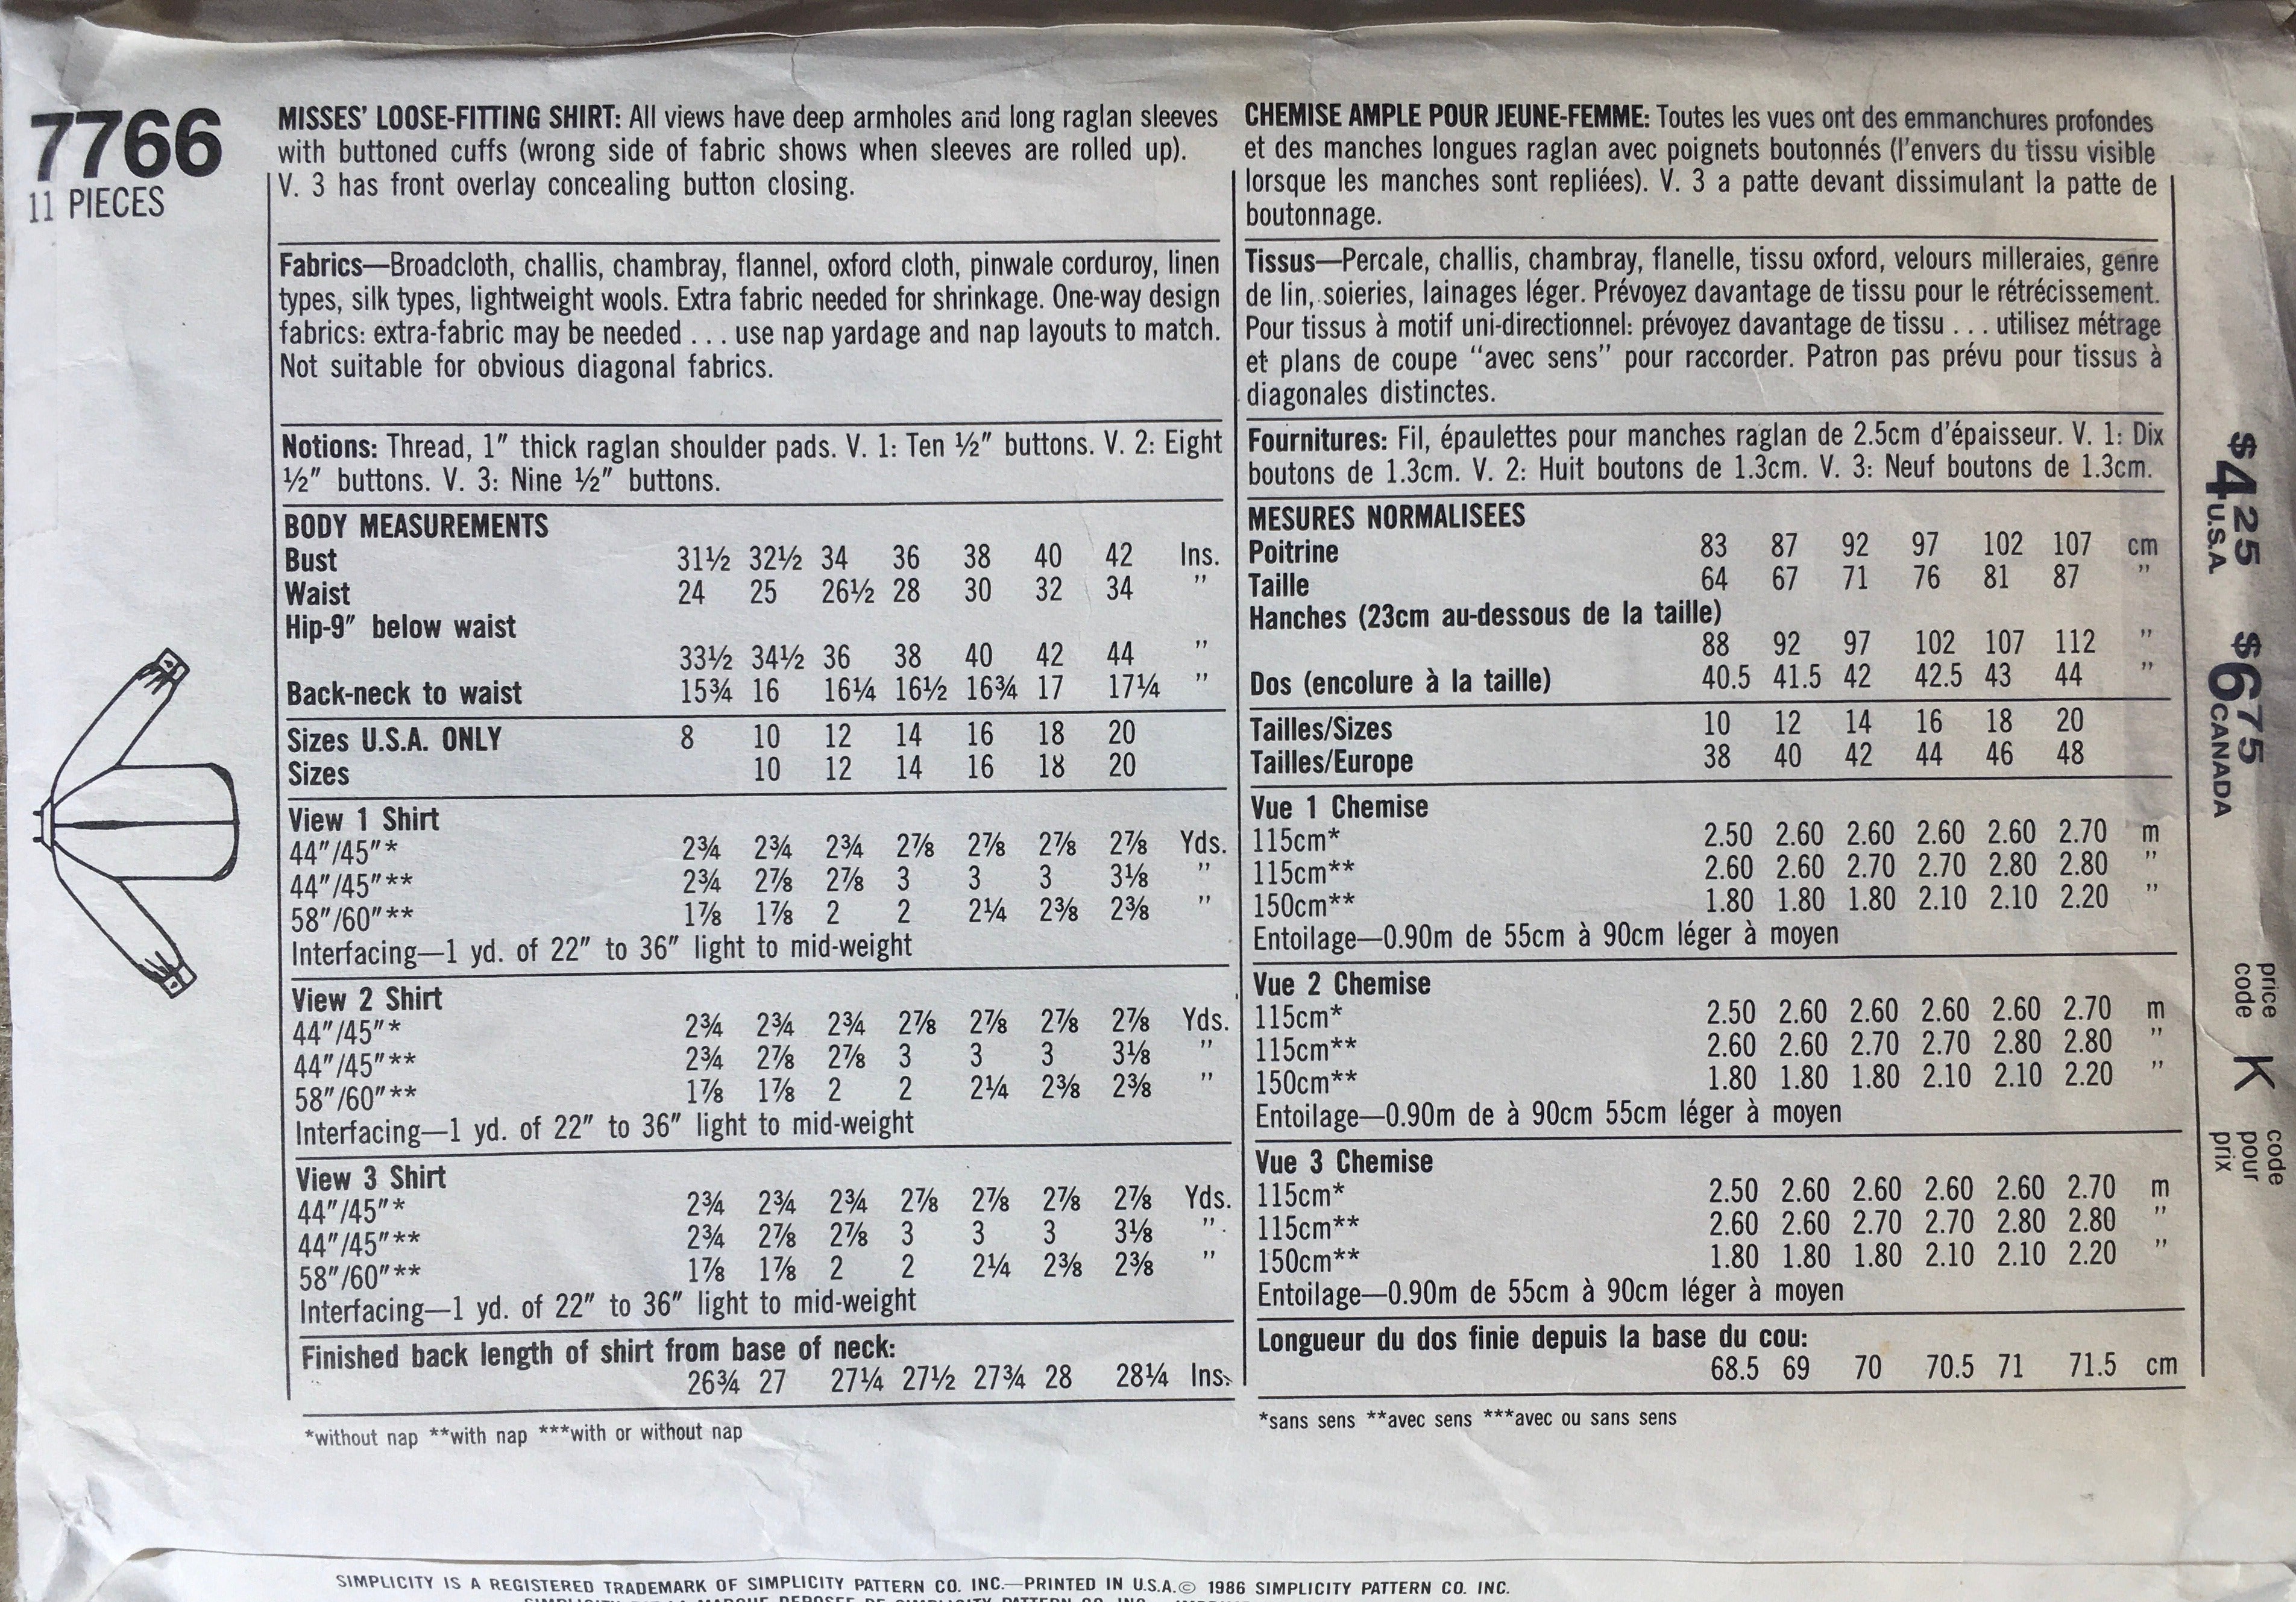 7766
11 PIECES
MISSES' LOOSE-FITTING SHIRT: All views have deep armholes and long raglan sleeves
with buttoned cuffs (wrong side of fabric shows when sleeves are rolled up).
V. 3 has front overlay concealing button closing.
Fabrics—Broadcloth, challis, chambray, flannel, oxford cloth, pinwale corduroy, linen
types, silk types, lightweight wools. Extra fabric needed for shrinkage. One-way design
fabrics: extra-fabric may be needed . . . use nap yardage and nap layouts to match.
Not suitable for obvious diagonal fabrics.
Notions: Thread, 1″ thick raglan shoulder pads. V. 1: Ten ½″ buttons. V. 2: Eight
½″ buttons. V. 3: Nine ½″ buttons.
BODY MEASUREMENTS
Bust 31½ 32½ 34 36 38 40 42 Ins.
Waist 24 25 26½ 28 30 32 34 ″
Hip-9″ below waist
33½ 34½ 36 38 40 42 44 ″
Back-neck to waist 15¾ 16 16¼ 16½ 16¾ 17 17¼ ″
Sizes U.S.A. ONLY 8 10 12 14 16 18 20
Sizes 10 12 14 16 18 20
View 1 Shirt
44″/45″* 2¾ 2¾ 2¾ 2⅞ 2⅞ 2⅞ 2⅞ Yds.
44″/45″** 2¾ 2⅞ 2⅞ 3 3 3 3⅛ ″
58″/60″** 1⅞ 1⅞ 2 2 2¼ 2⅜ 2⅜ ″
Interfacing—1 yd. of 22″ to 36″ light to mid-weight
View 2 Shirt
44″/45″* 2¾ 2¾ 2¾ 2⅞ 2⅞ 2⅞ 2⅞ Yds.
44″/45″** 2¾ 2⅞ 2⅞ 3 3 3 3⅛ ″
58″/60″** 1⅞ 1⅞ 2 2 2¼ 2⅜ 2⅜ ″
Interfacing—1 yd. of 22″ to 36″ light to mid-weight
View 3 Shirt
44″/45″* 2¾ 2¾ 2¾ 2⅞ 2⅞ 2⅞ 2⅞ Yds.
44″/45″** 2¾ 2⅞ 2⅞ 3 3 3 3⅛ ″
58″/60″** 1⅞ 1⅞ 2 2 2¼ 2⅜ 2⅜ ″
Interfacing—1 yd. of 22″ to 36″ light to mid-weight
Finished back length of shirt from base of neck:
26¾ 27 27¼ 27½ 27¾ 28 28¼ Ins.
*without nap **with nap ***with or without nap
CHEMISE AMPLE POUR JEUNE-FEMME: Toutes les vues ont des emmanchures profondes
et des manches longues raglan avec poignets boutonnés (l'envers du tissu visible
lorsque les manches sont repliées). V. 3 a patte devant dissimulant la patte de
boutonnage.
Tissus—Percale, challis, chambray, flanelle, tissu oxford, velours milleraies, genre
de lin, soieries, lainages léger. Prévoyez davantage de tissu pour le rétrécissement.
Pour tissus à motif uni-directionnel: prévoyez davantage de tissu . . . utilisez métrage
et plans de coupe "avec sens" pour raccorder. Patron pas prévu pour tissus à
diagonales distinctes.
Fournitures: Fil, épaulettes pour manches raglan de 2.5cm d'épaisseur. V. 1: Dix
boutons de 1.3cm. V. 2: Huit boutons de 1.3cm. V. 3: Neuf boutons de 1.3cm.
MESURES NORMALISEES
Poitrine 83 87 92 97 102 107 cm
Taille 64 67 71 76 81 87 ″
Hanches (23cm au-dessous de la taille)
88 92 97 102 107 112 ″
Dos (encolure à la taille) 40.5 41.5 42 42.5 43 44 ″
Tailles/Sizes 10 12 14 16 18 20
Tailles/Europe 38 40 42 44 46 48
Vue 1 Chemise
115cm* 2.50 2.60 2.60 2.60 2.60 2.70 m
115cm** 2.60 2.60 2.70 2.70 2.80 2.80 ″
150cm** 1.80 1.80 1.80 2.10 2.10 2.20 ″
Entoilage—0.90m de 55cm à 90cm léger à moyen
Vue 2 Chemise
115cm* 2.50 2.60 2.60 2.60 2.60 2.70 m
115cm** 2.60 2.60 2.70 2.70 2.80 2.80 ″
150cm** 1.80 1.80 1.80 2.10 2.10 2.20 ″
Entoilage—0.90m de à 90cm 55cm léger à moyen
Vue 3 Chemise
115cm* 2.50 2.60 2.60 2.60 2.60 2.70 m
115cm** 2.60 2.60 2.70 2.70 2.80 2.80 ″
150cm** 1.80 1.80 1.80 2.10 2.10 2.20 ″
Entoilage—0.90m de 55cm à 90cm léger à moyen
Longueur du dos finie depuis la base du cou:
68.5 69 70 70.5 71 71.5 cm
*sans sens **avec sens ***avec ou sans sens
$4 25 U.S.A.
$6 75 CANADA
price
code
K
code
pour
prix
SIMPLICITY IS A REGISTERED TRADEMARK OF SIMPLICITY PATTERN CO. INC.—PRINTED IN U.S.A.© 1986 SIMPLICITY PATTERN CO. INC.